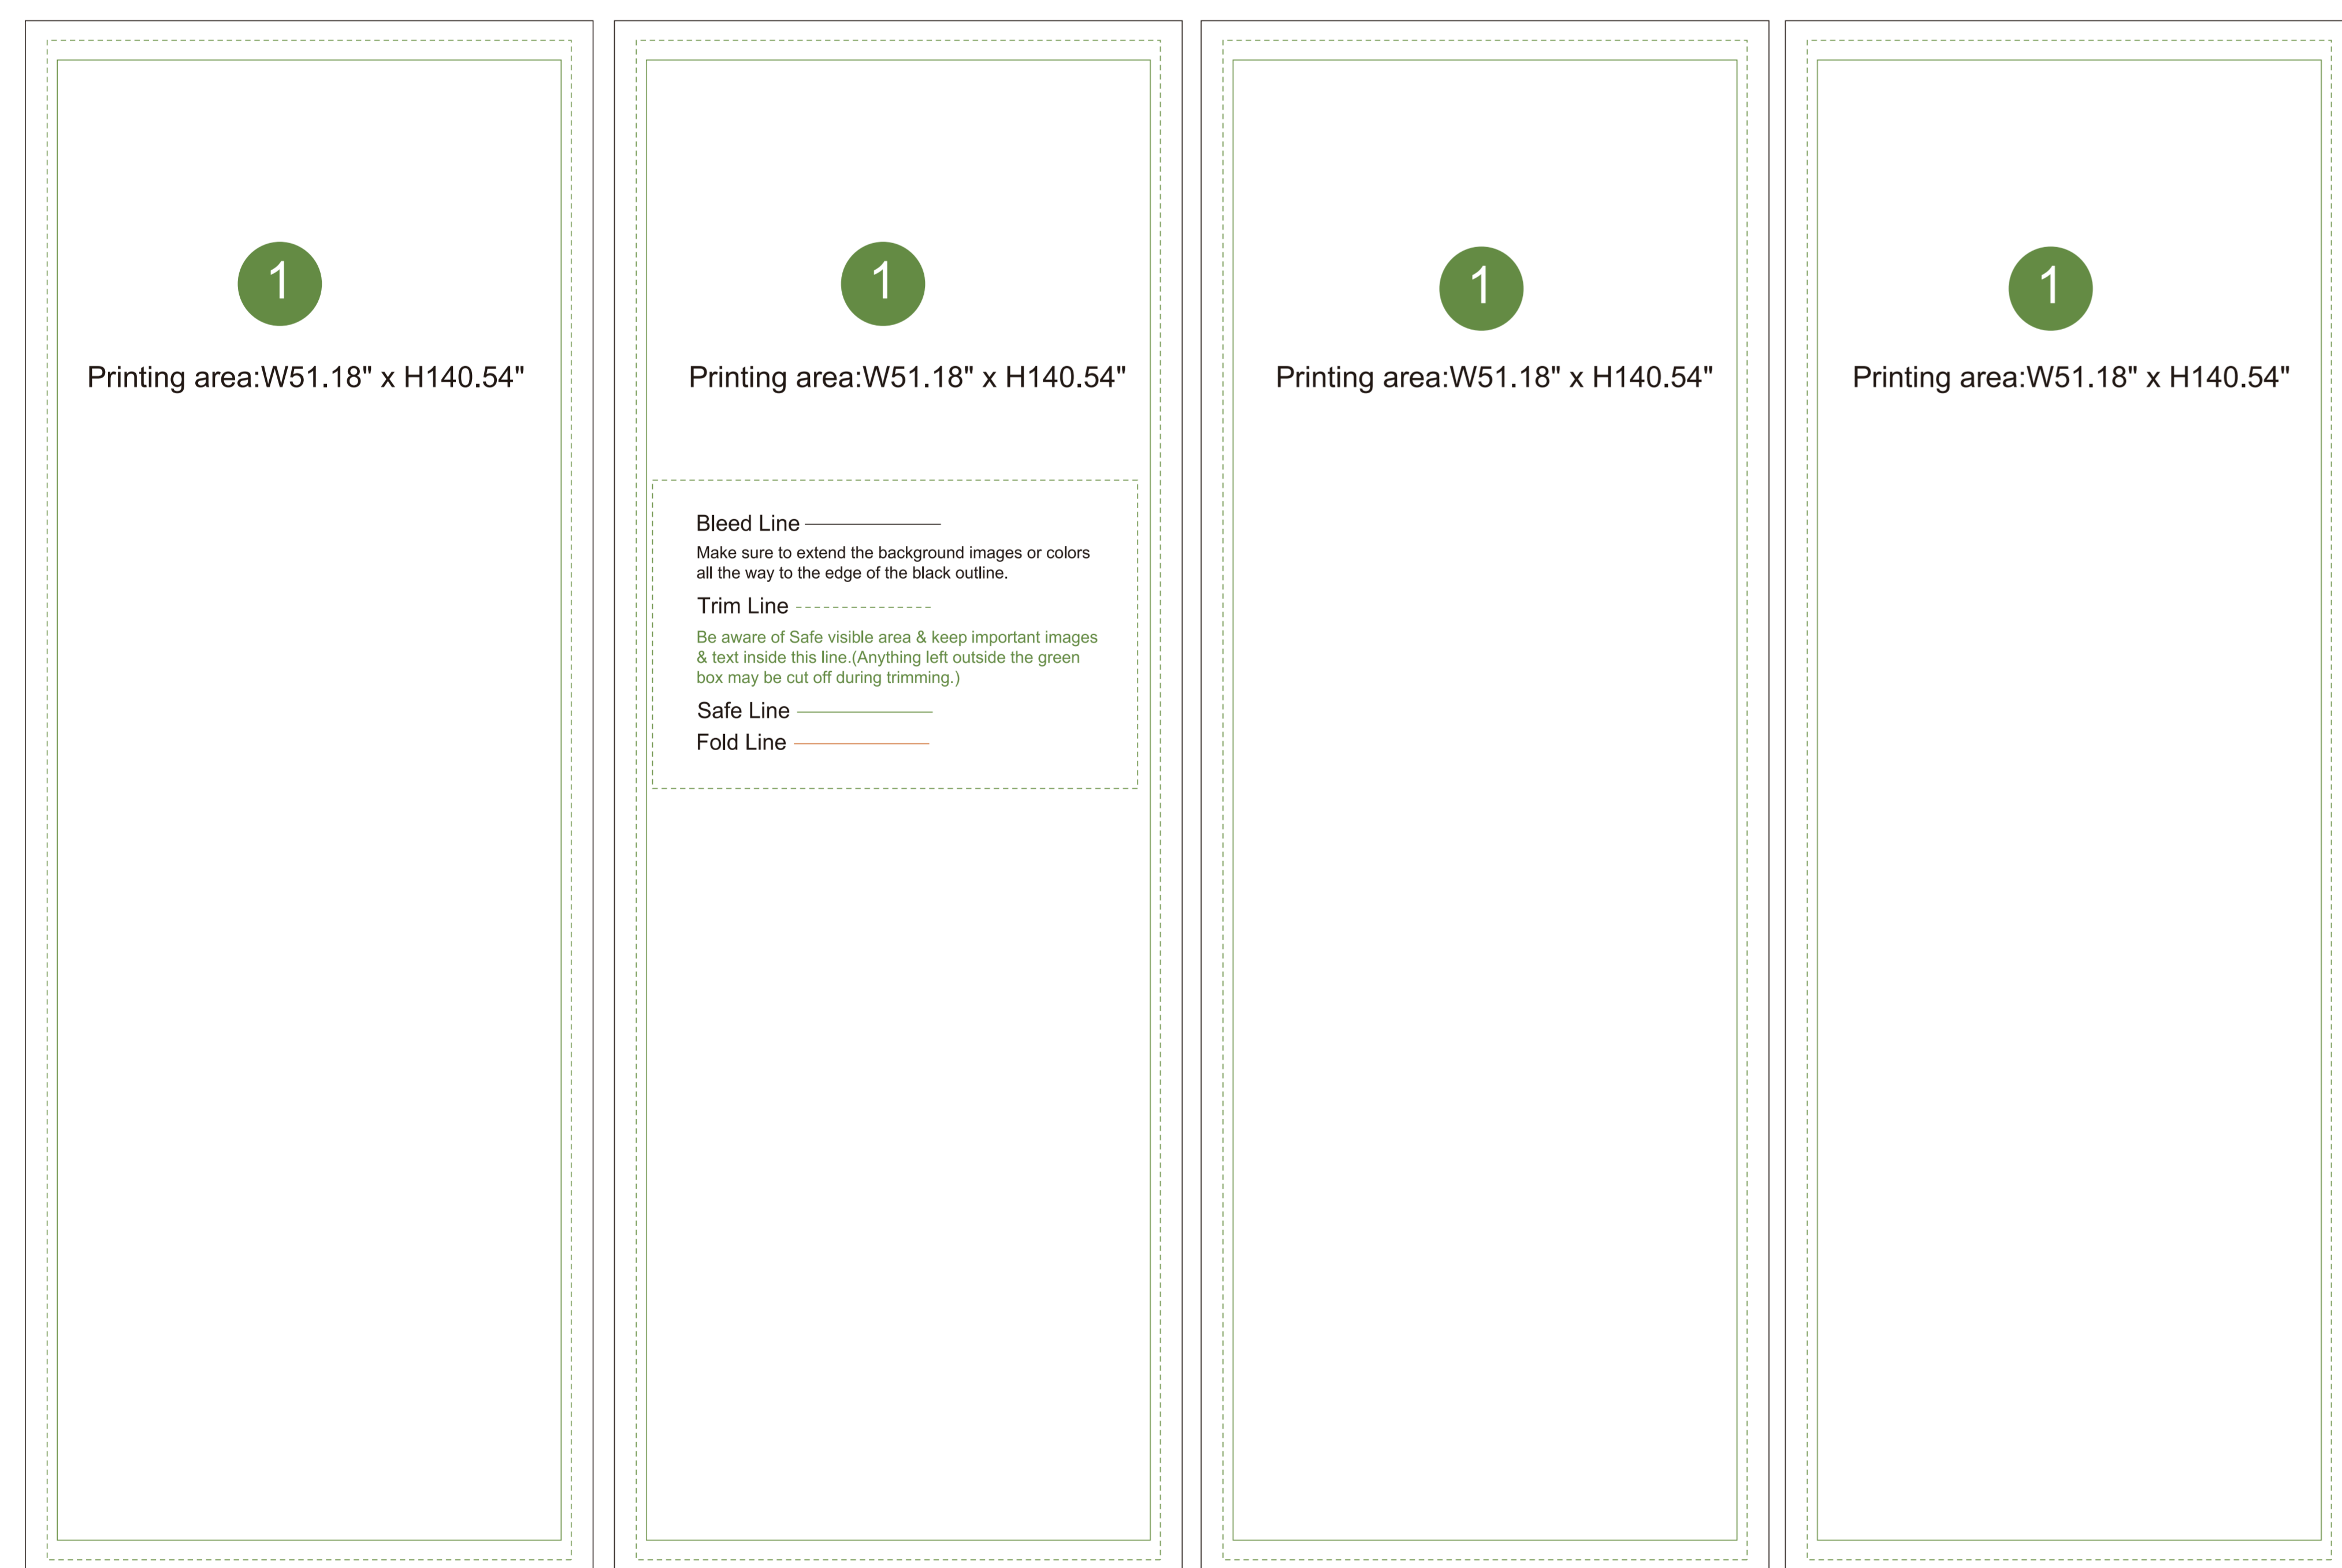 1
Printing area:W51.18" x H140.54"
1
Printing area:W51.18" x H140.54"
Bleed Line
Make sure to extend the background images or colors
all the way to the edge of the black outline.
Trim Line
Be aware of Safe visible area & keep important images
& text inside this line.(Anything left outside the green
box may be cut off during trimming.)
Safe Line
Fold Line
1
Printing area:W51.18" x H140.54"
1
Printing area:W51.18" x H140.54"